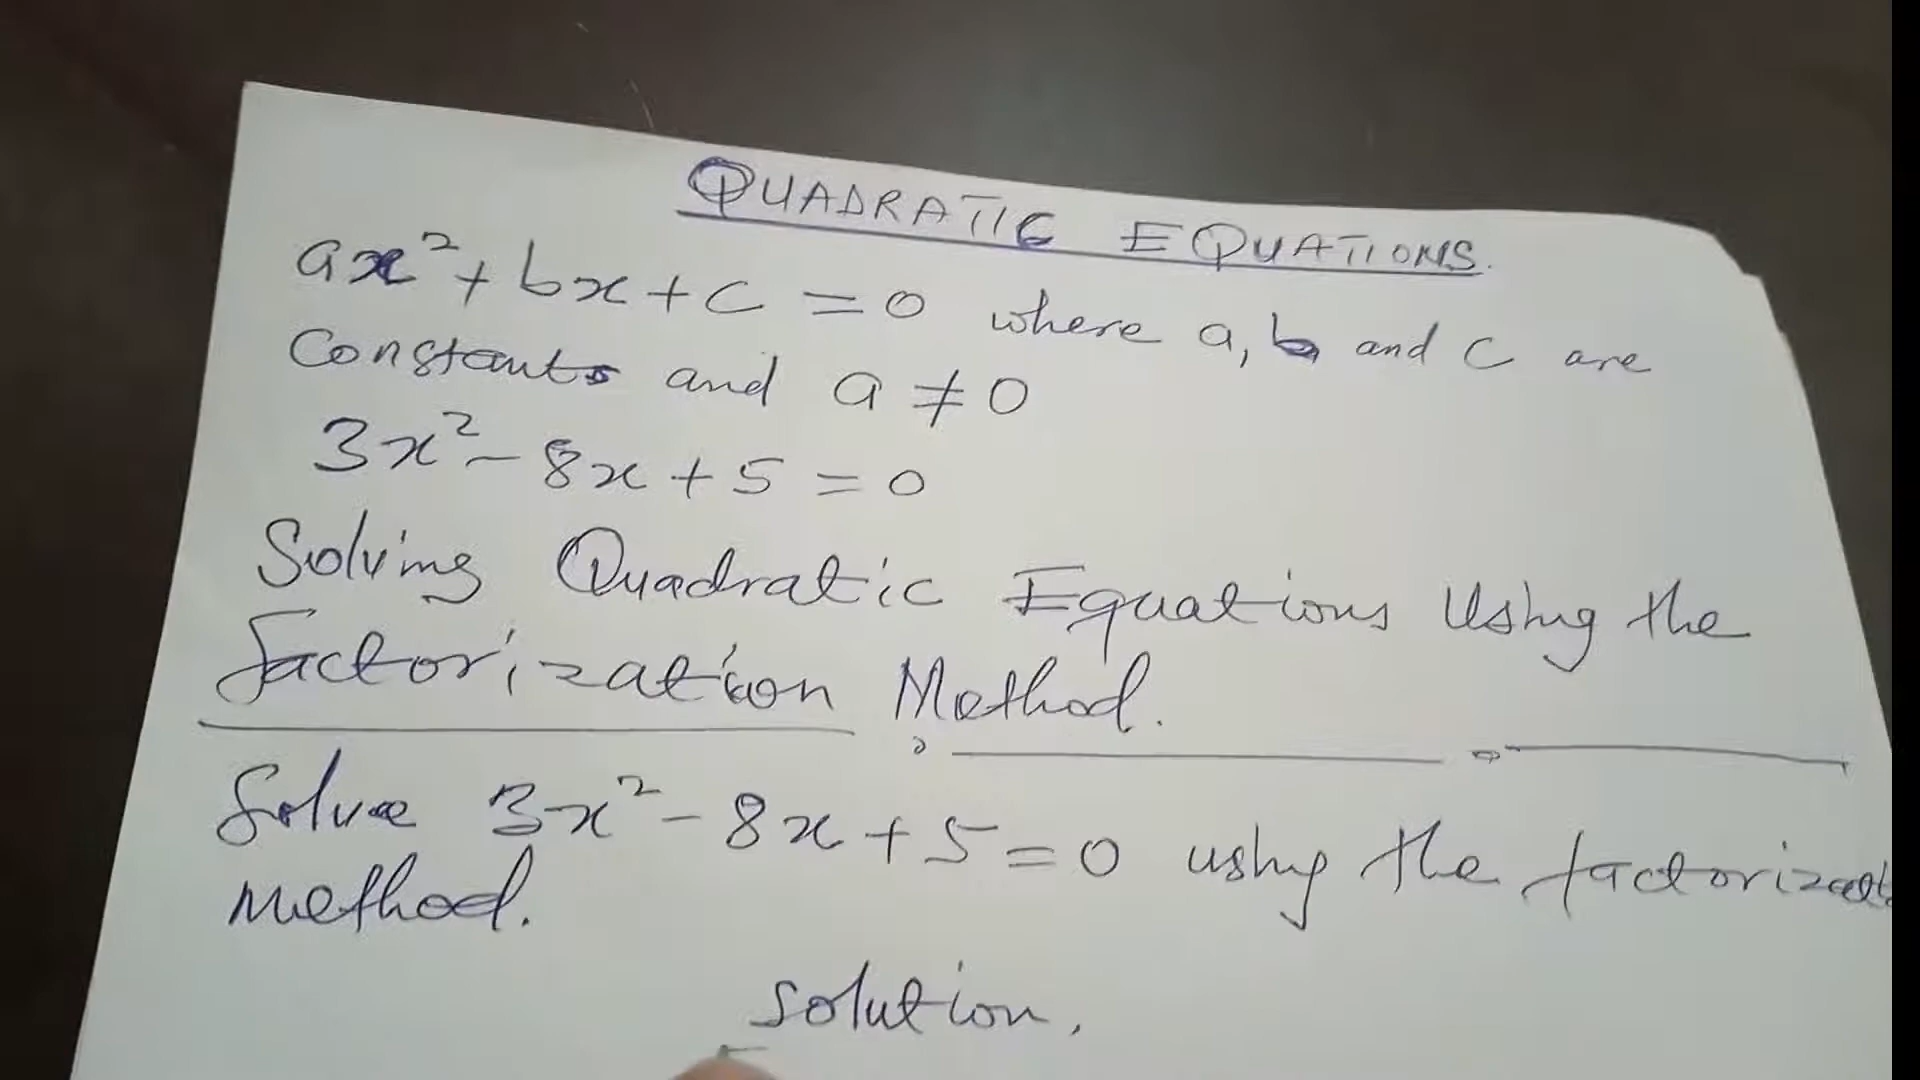 QUADRATIC EQUATIONS.
ax² + bx + c = 0 where a, b and c are
Constants and a ≠ 0
3x² - 8x + 5 = 0
Solving Quadratic Equations Using the
Factorization Method.
Solve 3x² - 8x + 5 = 0 using the factorizat
method.
solution.